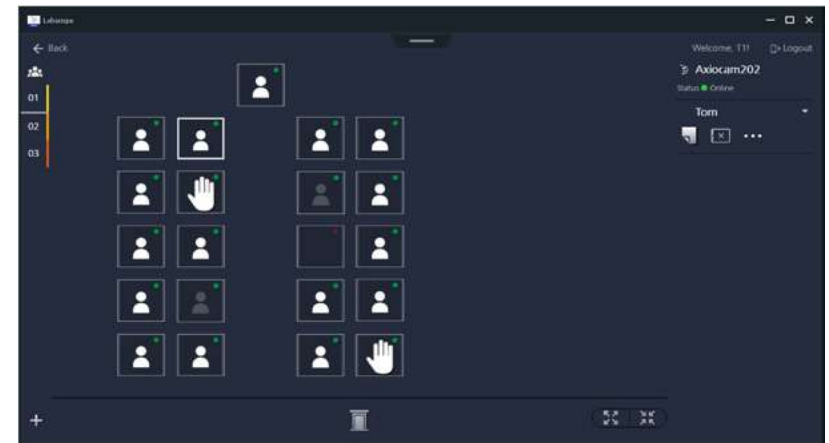 Labscope
Back
Welcome, T1!
Logout
Axiocam202
Status Online
Tom
01
02
03